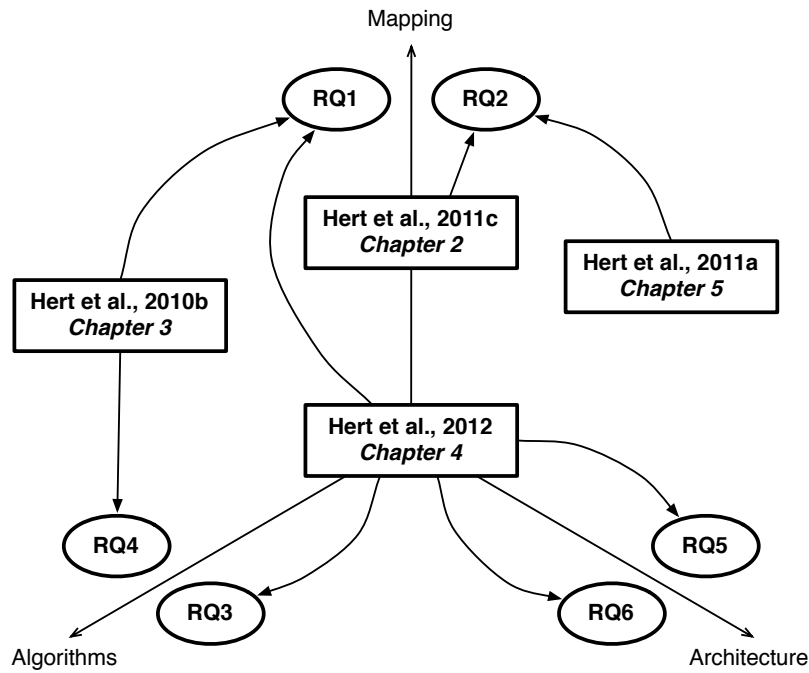 Mapping
RQ1
RQ2
Hert et al., 2011c
Chapter 2
Hert et al., 2011a
Chapter 5
Hert et al., 2010b
Chapter 3
Hert et al., 2012
Chapter 4
RQ4
RQ5
RQ3
RQ6
Algorithms
Architecture